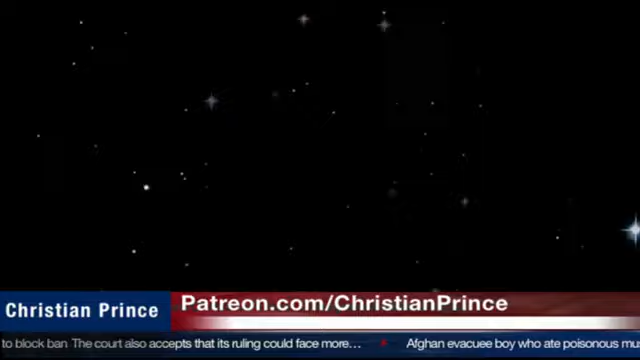 Christian Prince
Patreon.com/ChristianPrince
to block ban The court also accepts that its ruling could face more… Afghan evacuee boy who ate poisonous